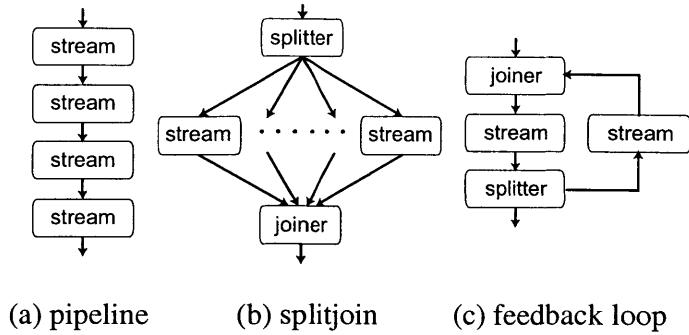 stream
stream
stream
stream
(a) pipeline
splitter
stream ...... stream
joiner
(b) splitjoin
joiner
stream
stream
splitter
(c) feedback loop